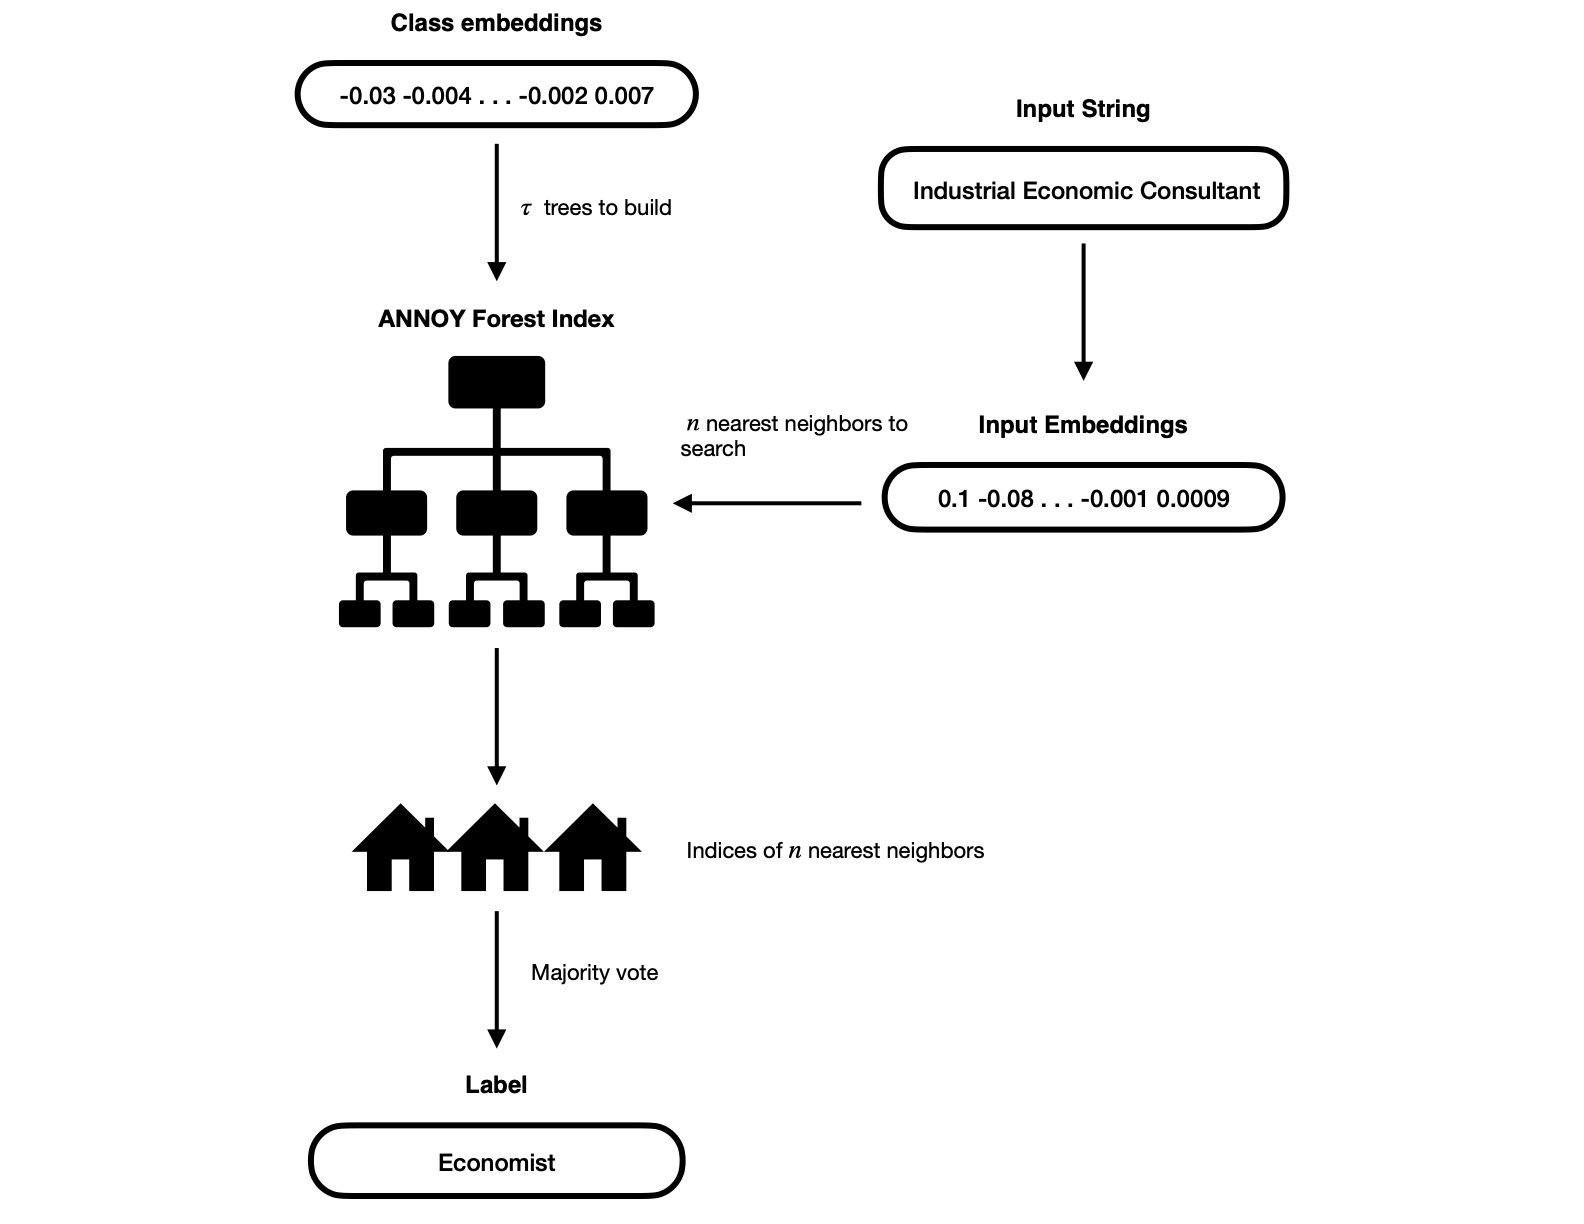 Class embeddings
-0.03 -0.004 . . . -0.002 0.007
τ trees to build
Input String
Industrial Economic Consultant
ANNOY Forest Index
n nearest neighbors to
search
Input Embeddings
0.1 -0.08 . . . -0.001 0.0009
Indices of n nearest neighbors
Majority vote
Label
Economist